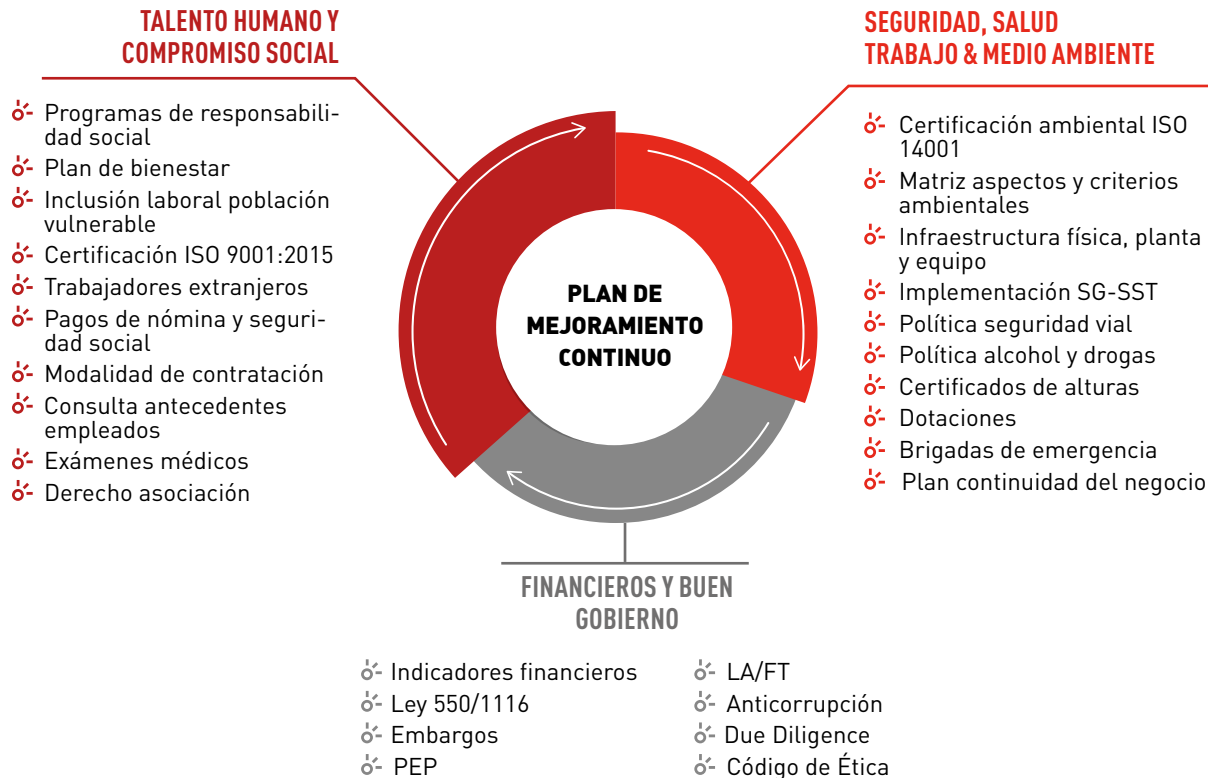 TALENTO HUMANO Y
COMPROMISO SOCIAL
Programas de responsabili-
dad social
Plan de bienestar
Inclusión laboral población
vulnerable
Certificación ISO 9001:2015
Trabajadores extranjeros
Pagos de nómina y seguri-
dad social
Modalidad de contratación
Consulta antecedentes
empleados
Exámenes médicos
Derecho asociación
PLAN DE
MEJORAMIENTO
CONTINUO
SEGURIDAD, SALUD
TRABAJO & MEDIO AMBIENTE
Certificación ambiental ISO
14001
Matriz aspectos y criterios
ambientales
Infraestructura física, planta
y equipo
Implementación SG-SST
Política seguridad vial
Política alcohol y drogas
Certificados de alturas
Dotaciones
Brigadas de emergencia
Plan continuidad del negocio
FINANCIEROS Y BUEN
GOBIERNO
Indicadores financieros
Ley 550/1116
Embargos
PEP
LA/FT
Anticorrupción
Due Diligence
Código de Ética